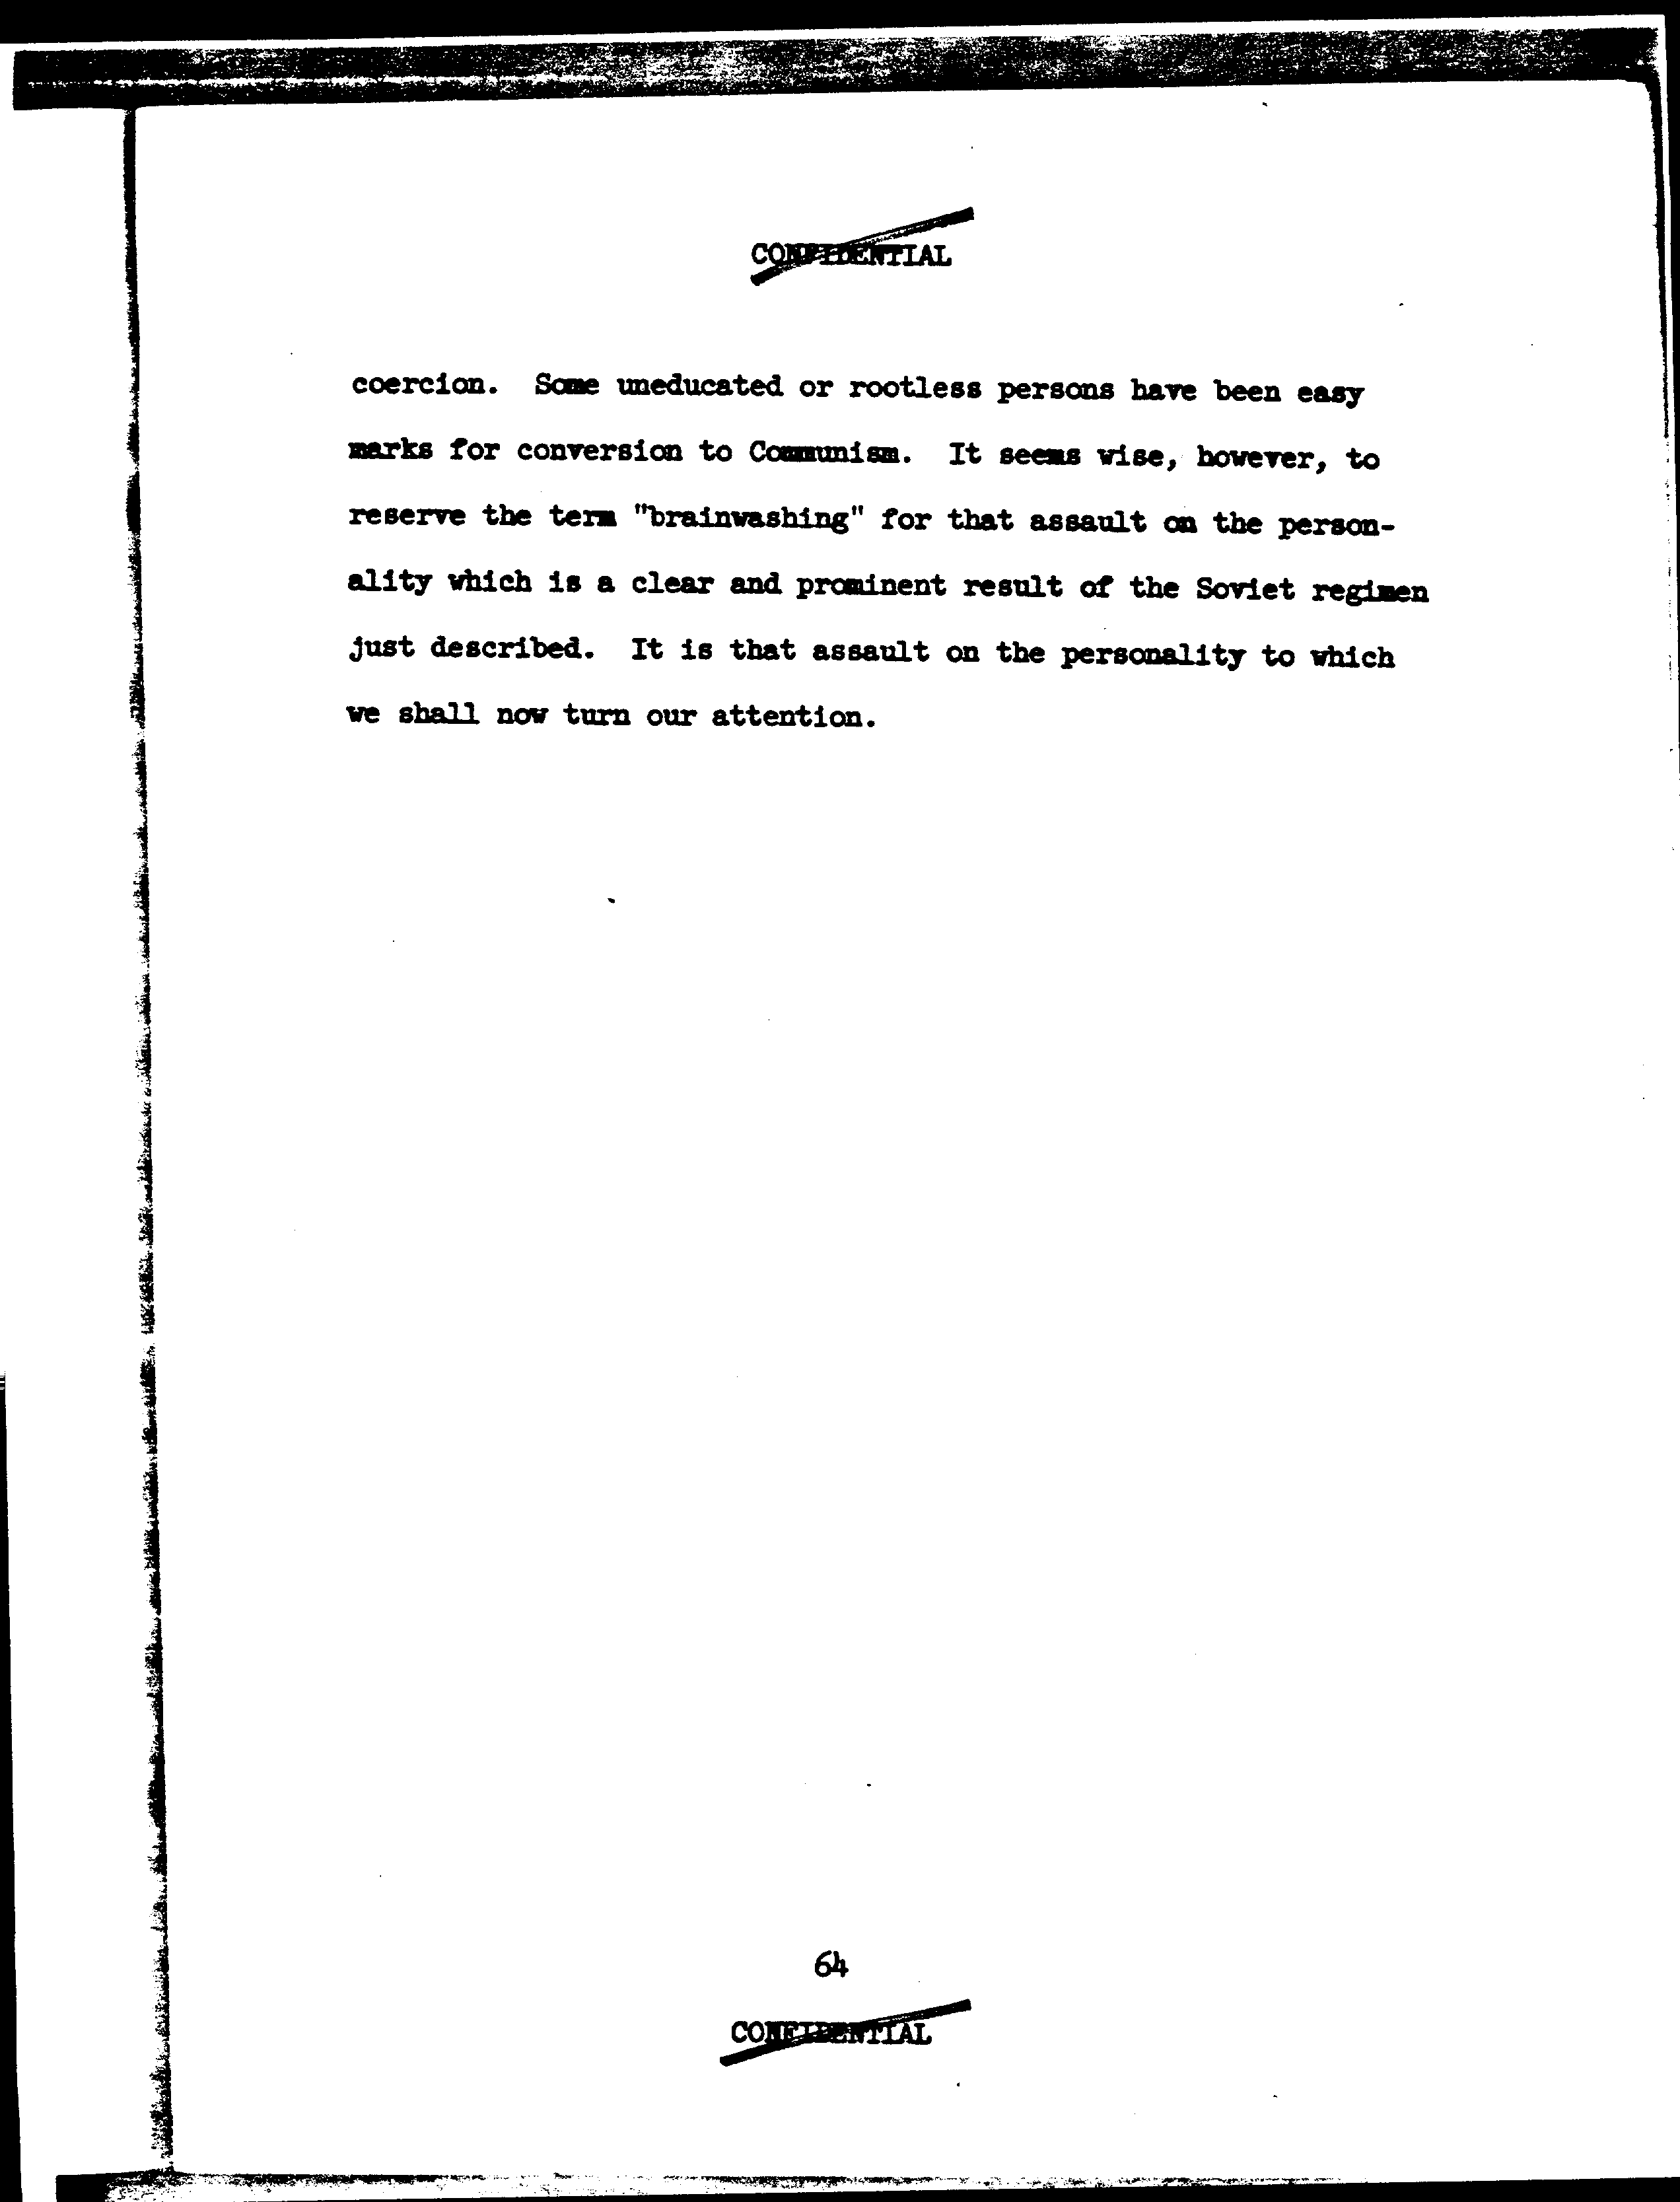 CONFIDENTIAL
coercion. Some uneducated or rootless persons have been easy
marks for conversion to Communism. It seems wise, however, to
reserve the term "brainwashing" for that assault on the person-
ality which is a clear and prominent result of the Soviet regimen
just described. It is that assault on the personality to which
we shall now turn our attention.
64
CONFIDENTIAL